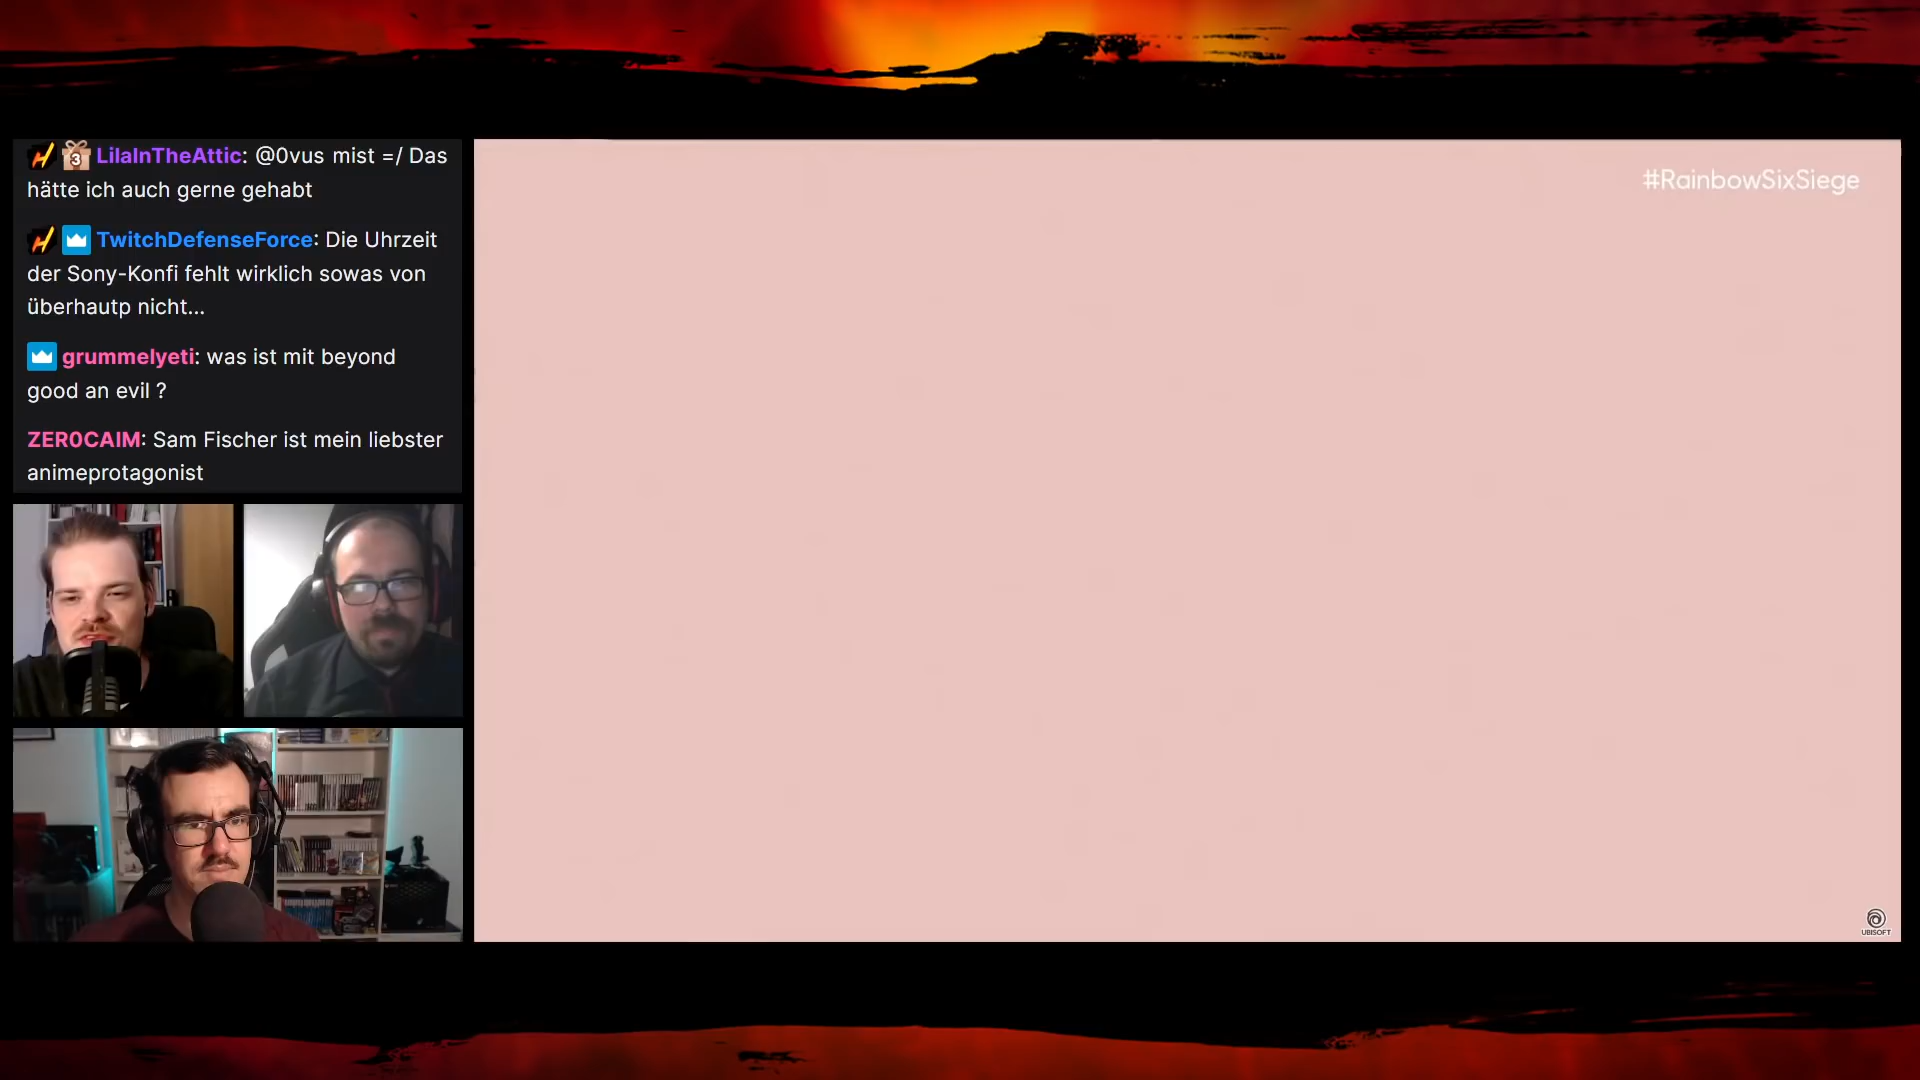 LilaInTheAttic: @0vus mist =/ Das
hätte ich auch gerne gehabt
TwitchDefenseForce: Die Uhrzeit
der Sony-Konfi fehlt wirklich sowas von
überhautp nicht...
grummelyeti: was ist mit beyond
good an evil ?
ZER0CAIM: Sam Fischer ist mein liebster
animeprotagonist
#RainbowSixSiege
UBISOFT
3